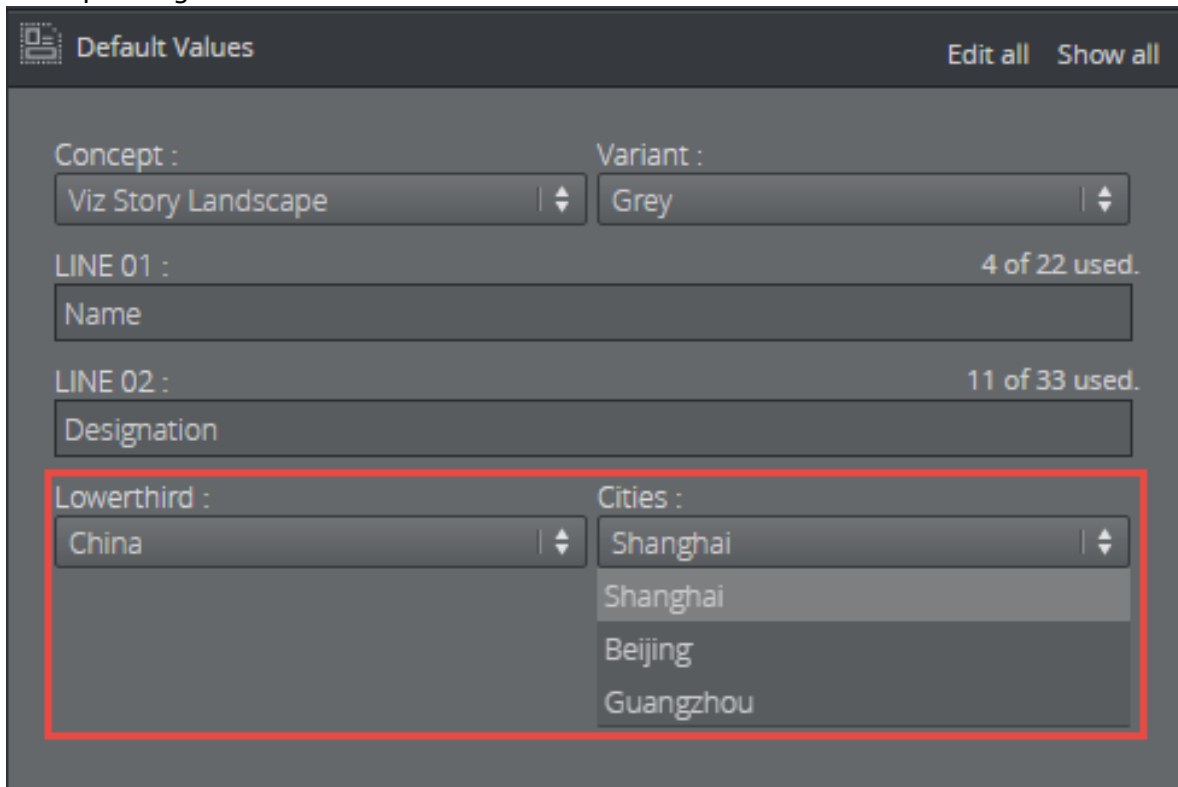 Default Values
Edit all Show all
Concept :
Variant :
Viz Story Landscape
Grey
LINE 01 :
4 of 22 used.
Name
LINE 02 :
11 of 33 used.
Designation
Lowerthird :
Cities :
China
Shanghai
Shanghai
Beijing
Guangzhou